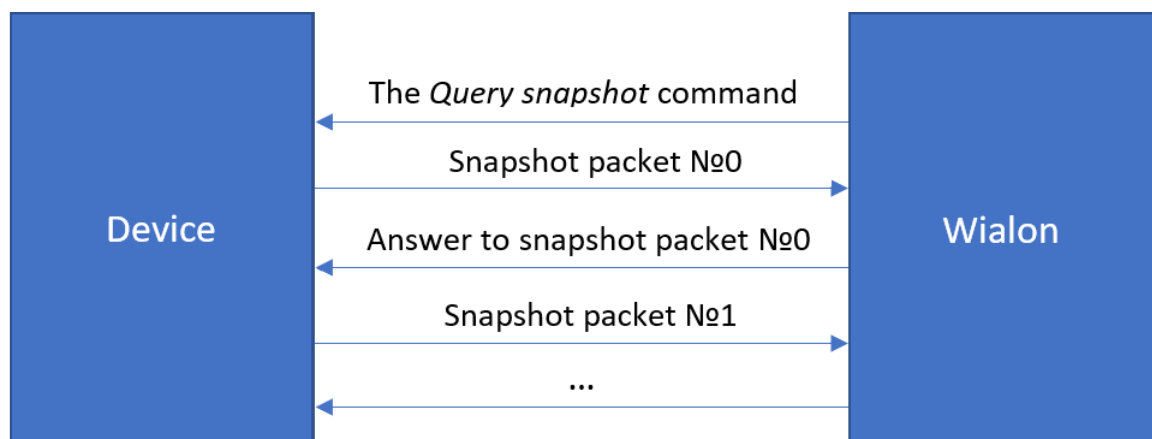 The Query snapshot command
Snapshot packet №0
Device
Wialon
Answer to snapshot packet №0
Snapshot packet №1
...